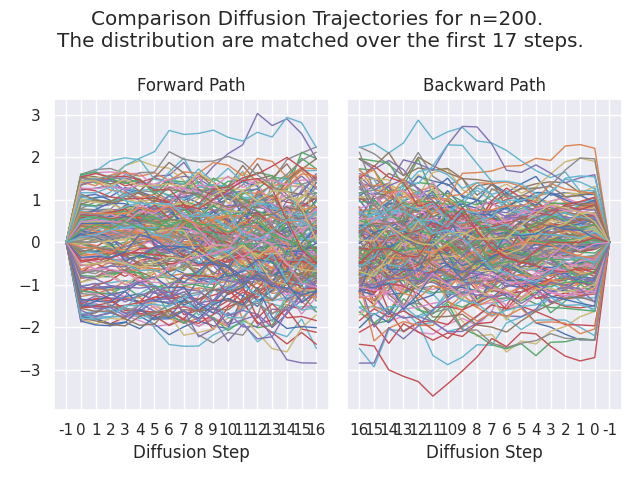 Comparison Diffusion Trajectories for n=200.
The distribution are matched over the first 17 steps.
Forward Path
Backward Path
3
2
1
0
−1
−2
−3
-1 0 1 2 3 4 5 6 7 8 9 10 11 12 13 14 15 16
16 15 14 13 12 11 10 9 8 7 6 5 4 3 2 1 0 -1
Diffusion Step
Diffusion Step